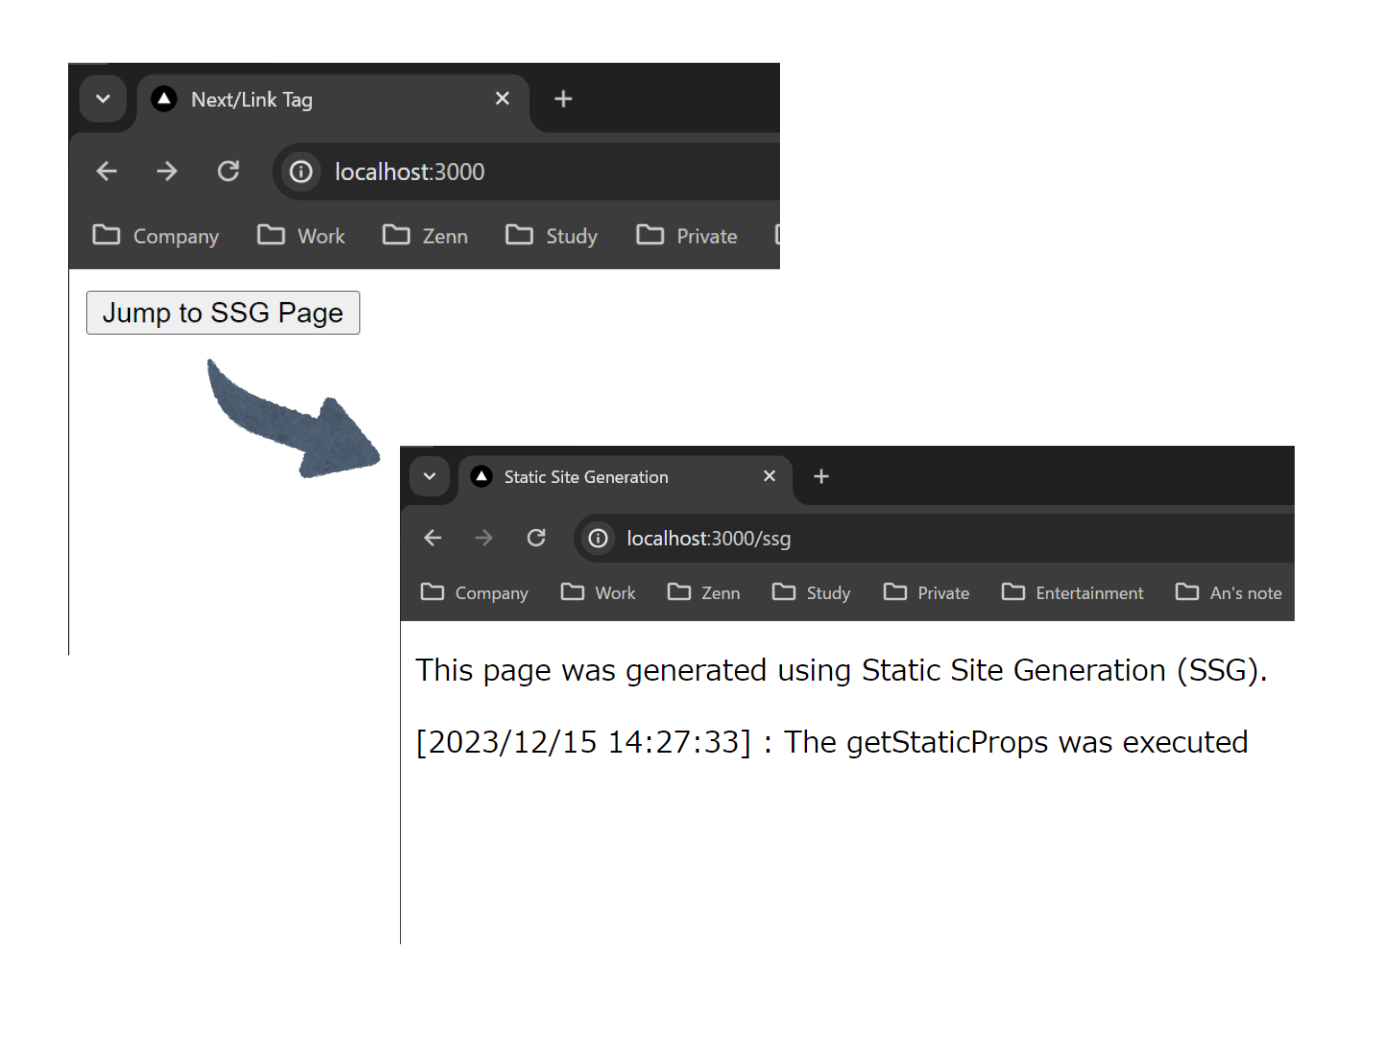 Next/Link Tag
localhost:3000
Company Work Zenn Study Private
Jump to SSG Page
Static Site Generation
localhost:3000/ssg
Company Work Zenn Study Private Entertainment An's note
This page was generated using Static Site Generation (SSG).
[2023/12/15 14:27:33] : The getStaticProps was executed